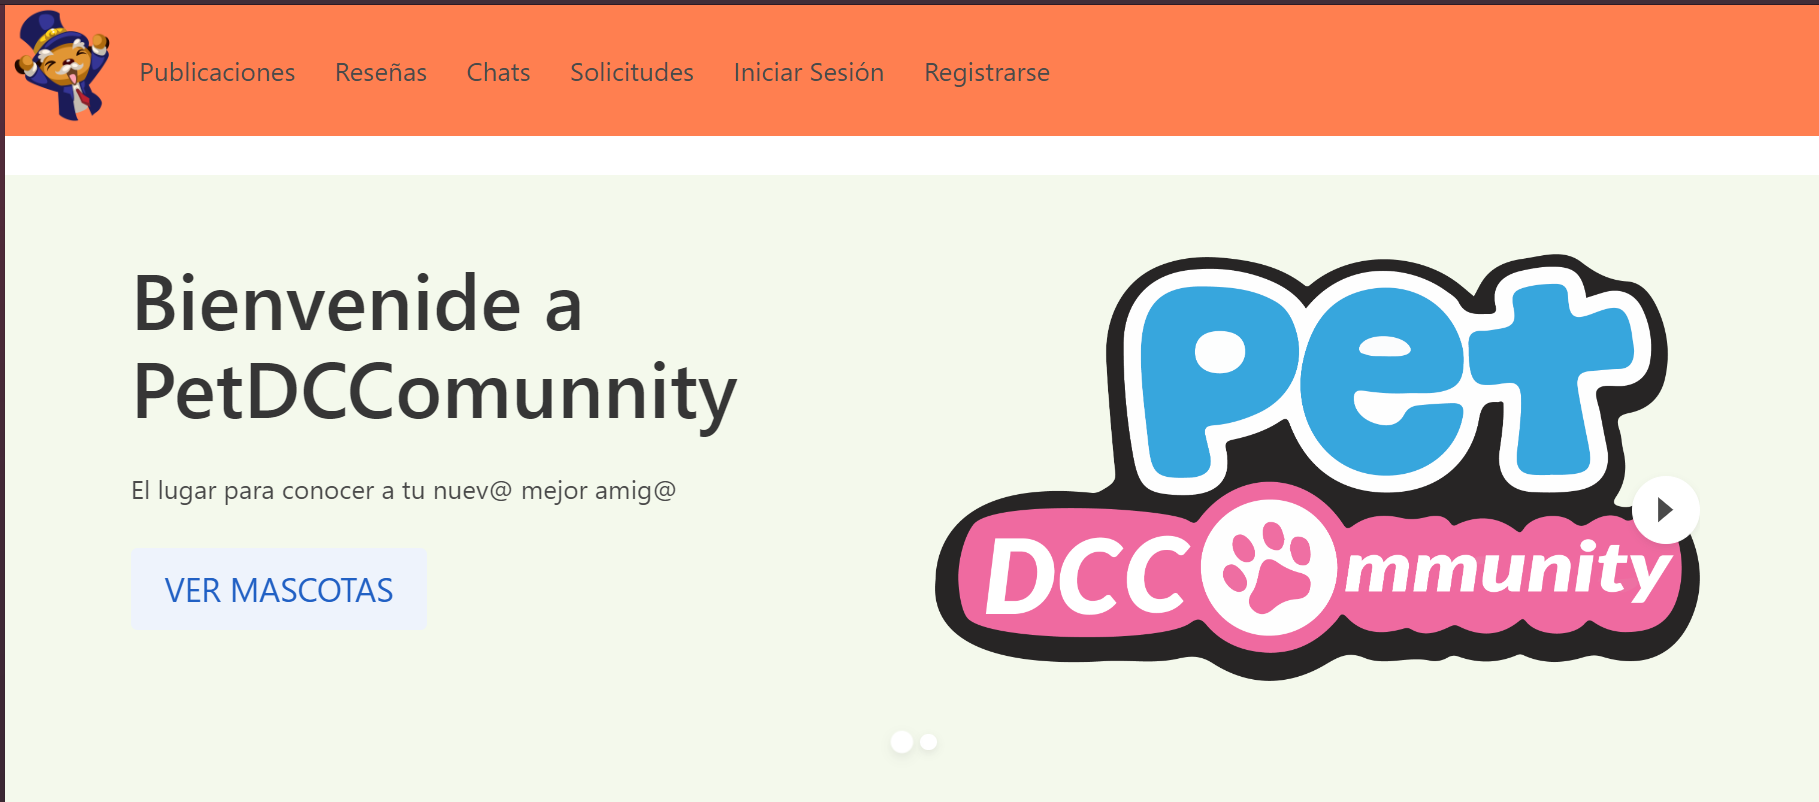 Publicaciones Reseñas Chats Solicitudes Iniciar Sesión Registrarse
Bienvenide a
PetDCComunnity
El lugar para conocer a tu nuev@ mejor amig@
VER MASCOTAS
Pet
DCC mmunity